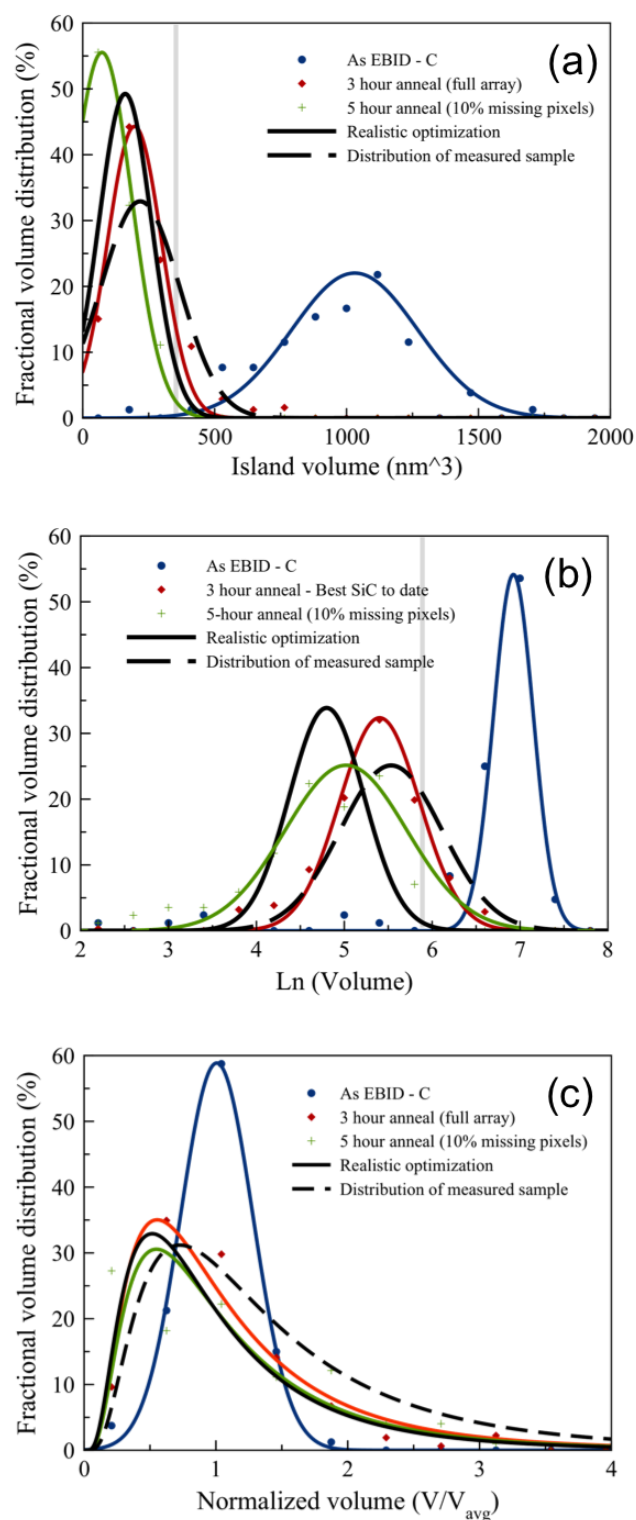 (a)
60
50
40
30
20
10
0
Fractional volume distribution (%)
As EBID - C
3 hour anneal (full array)
5 hour anneal (10% missing pixels)
Realistic optimization
Distribution of measured sample
0 500 1000 1500 2000
Island volume (nm^3)
(b)
60
50
40
30
20
10
0
Fractional volume distribution (%)
As EBID - C
3 hour anneal - Best SiC to date
5-hour anneal (10% missing pixels)
Realistic optimization
Distribution of measured sample
2 3 4 5 6 7 8
Ln (Volume)
(c)
60
50
40
30
20
10
0
Fractional volume distribution (%)
As EBID - C
3 hour anneal (full array)
5 hour anneal (10% missing pixels)
Realistic optimization
Distribution of measured sample
0 1 2 3 4
Normalized volume (V/Vavg)